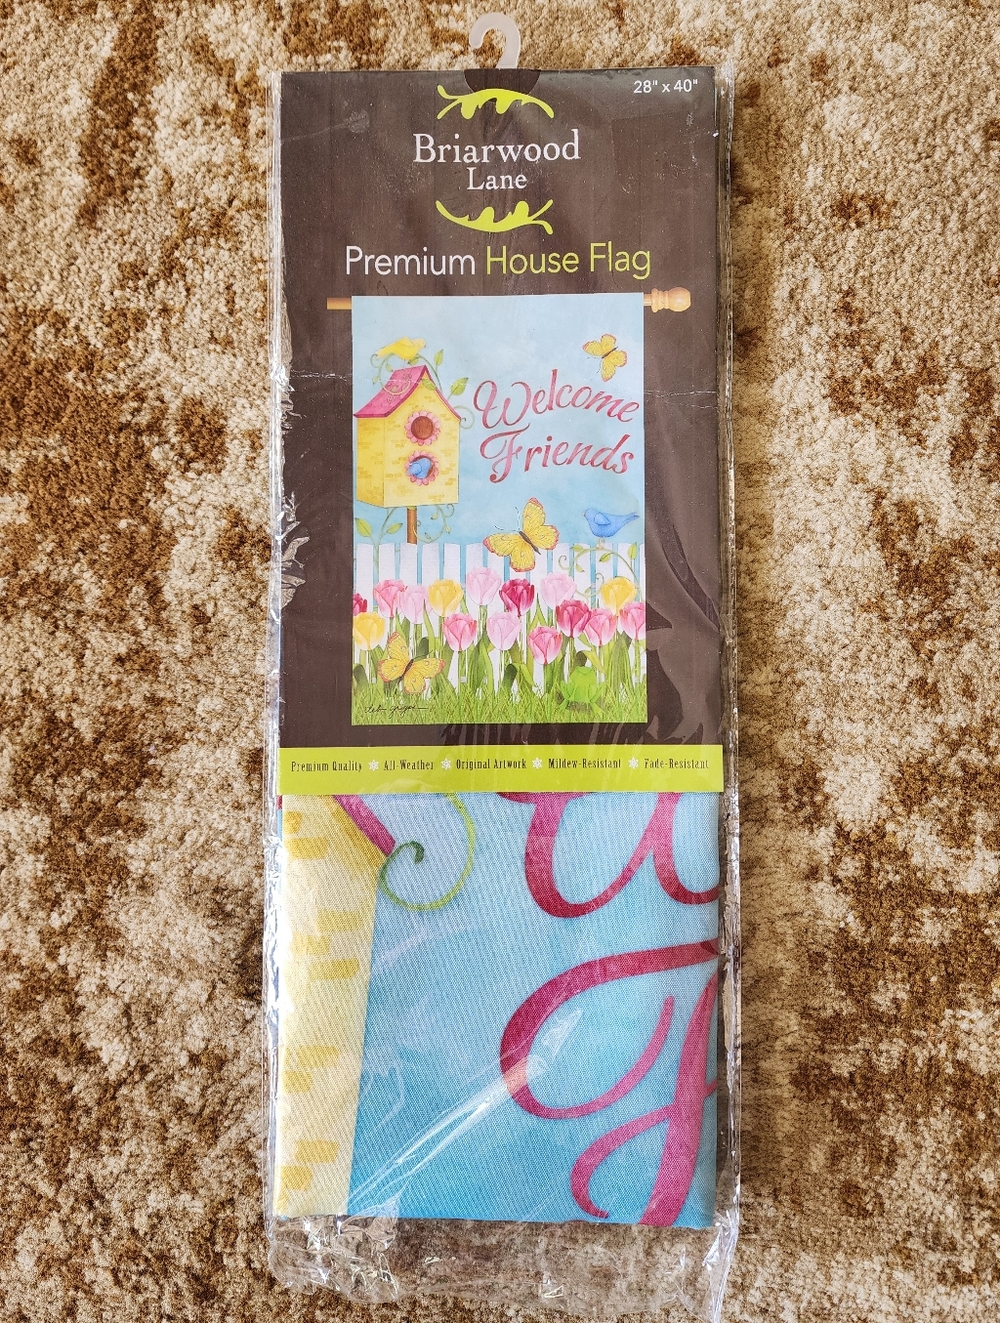 28" x 40"
Briarwood
Lane
Premium House Flag
Welcome
Friends
Premium Quality All-Weather Original Artwork Mildew-Resistant Fade-Resistant